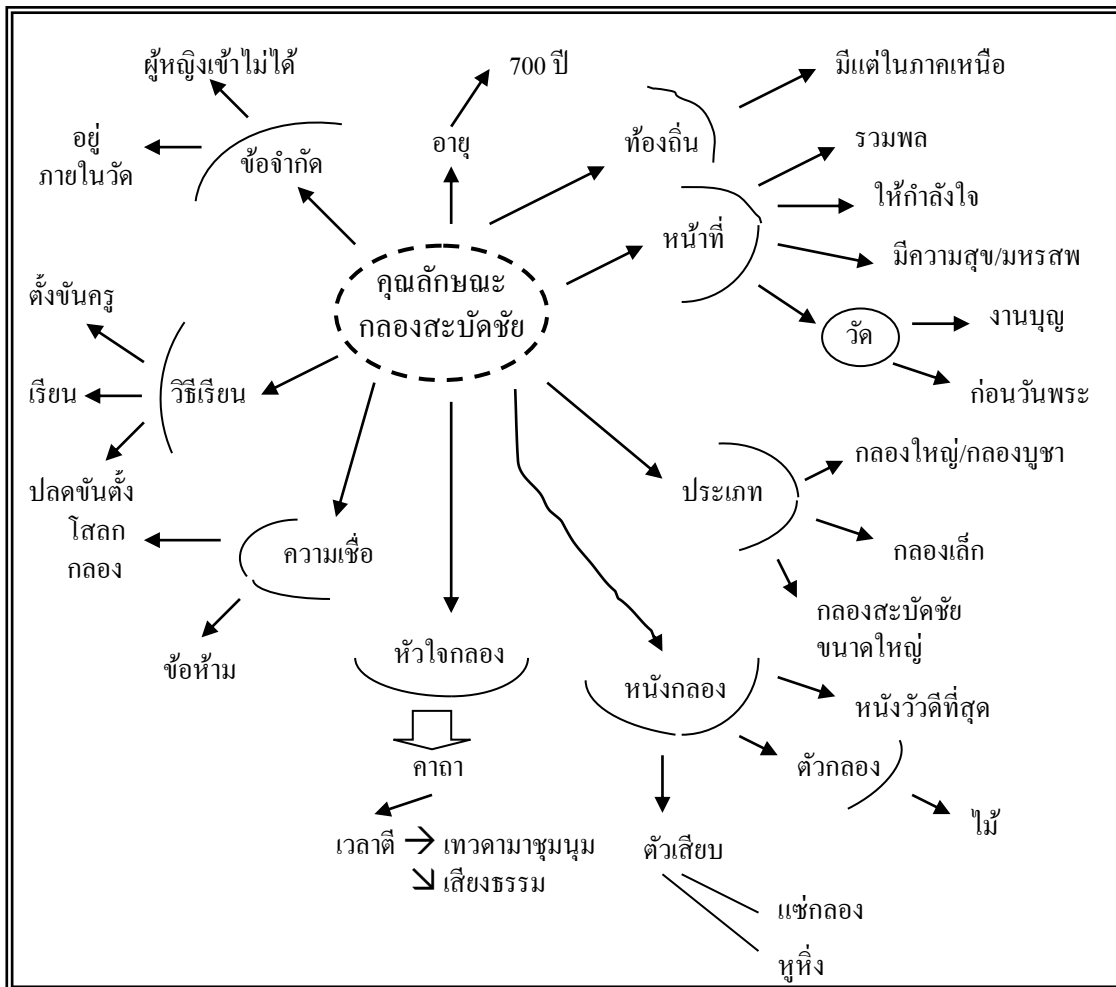 ผู้หญิงเข้าไม่ได้
700 ปี
มีแต่ในภาคเหนือ
อยู่
ภายในวัด
ข้อจำกัด
อายุ
ท้องถิ่น
รวมพล
ให้กำลังใจ
หน้าที่
มีความสุข/มหรสพ
คุณลักษณะ
กลองสะบัดชัย
วัด
งานบุญ
ก่อนวันพระ
ตั้งขันครู
เรียน
วิธีเรียน
ปลดขันตั้ง
โสลก
กลอง
ความเชื่อ
ข้อห้าม
ประเภท
กลองใหญ่/กลองบูชา
กลองเล็ก
กลองสะบัดชัย
ขนาดใหญ่
หัวใจกลอง
หนังกลอง
หนังวัวดีที่สุด
ตัวกลอง
ไม้
คาถา
เวลาตี → เทวดามาชุมนุม
↘ เสียงธรรม
ตัวเสียบ
แซ่กลอง
หูหิ่ง